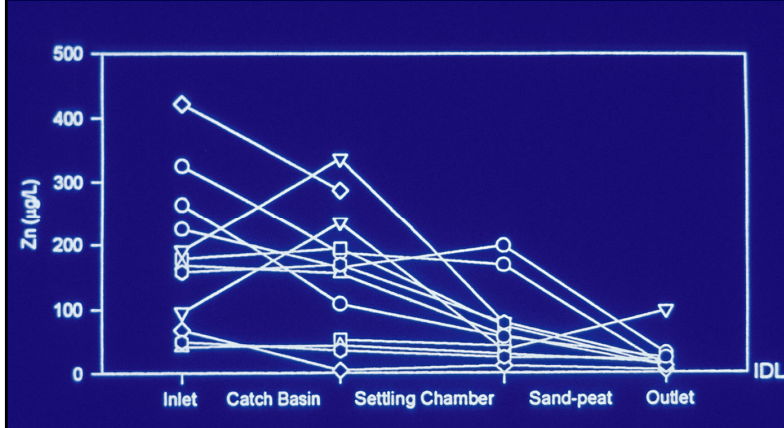 500
400
300
200
100
0
Zn (µg/L)
IDL
Inlet Catch Basin Settling Chamber Sand-peat Outlet